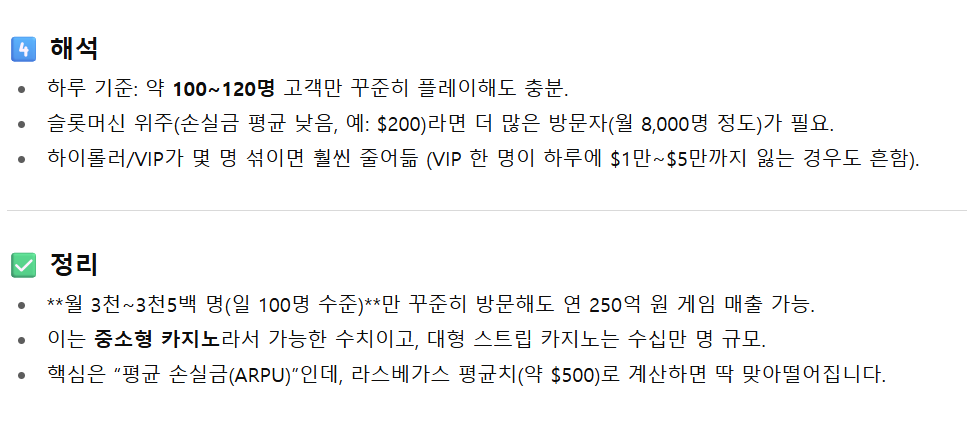 4 해석
하루 기준: 약 100~120명 고객만 꾸준히 플레이해도 충분.
슬롯머신 위주(손실금 평균 낮음, 예: $200)라면 더 많은 방문자(월 8,000명 정도)가 필요.
하이롤러/VIP가 몇 명 섞이면 훨씬 줄어듦 (VIP 한 명이 하루에 $1만~$5만까지 잃는 경우도 흔함).
정리
**월 3천~3천5백 명(일 100명 수준)**만 꾸준히 방문해도 연 250억 원 게임 매출 가능.
이는 중소형 카지노라서 가능한 수치이고, 대형 스트립 카지노는 수십만 명 규모.
핵심은 “평균 손실금(ARPU)”인데, 라스베가스 평균치(약 $500)로 계산하면 딱 맞아떨어집니다.